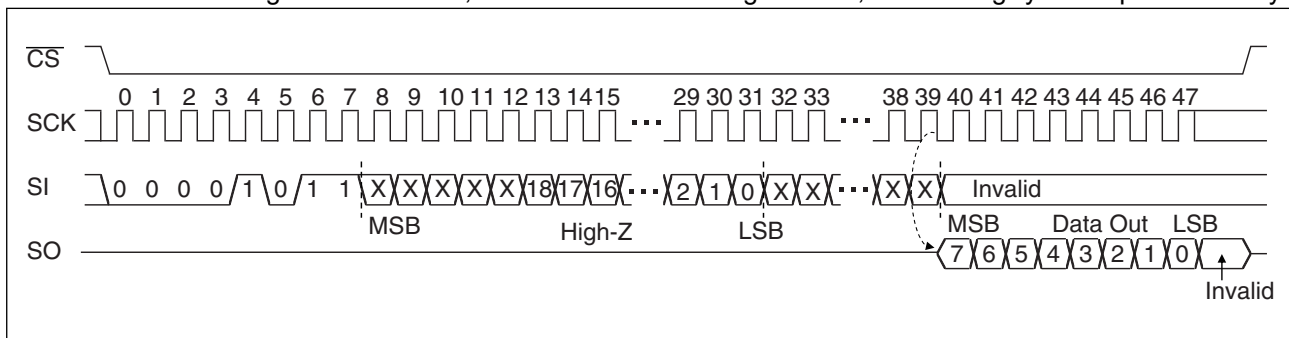 CS
0 1 2 3 4 5 6 7 8 9 10 11 12 13 14 15 29 30 31 32 33 38 39 40 41 42 43 44 45 46 47
SCK
SI 0 0 0 0 1 0 1 1 X X X X X 18 17 16 2 1 0 X X X X Invalid
MSB High-Z LSB MSB Data Out LSB
SO 7 6 5 4 3 2 1 0
Invalid